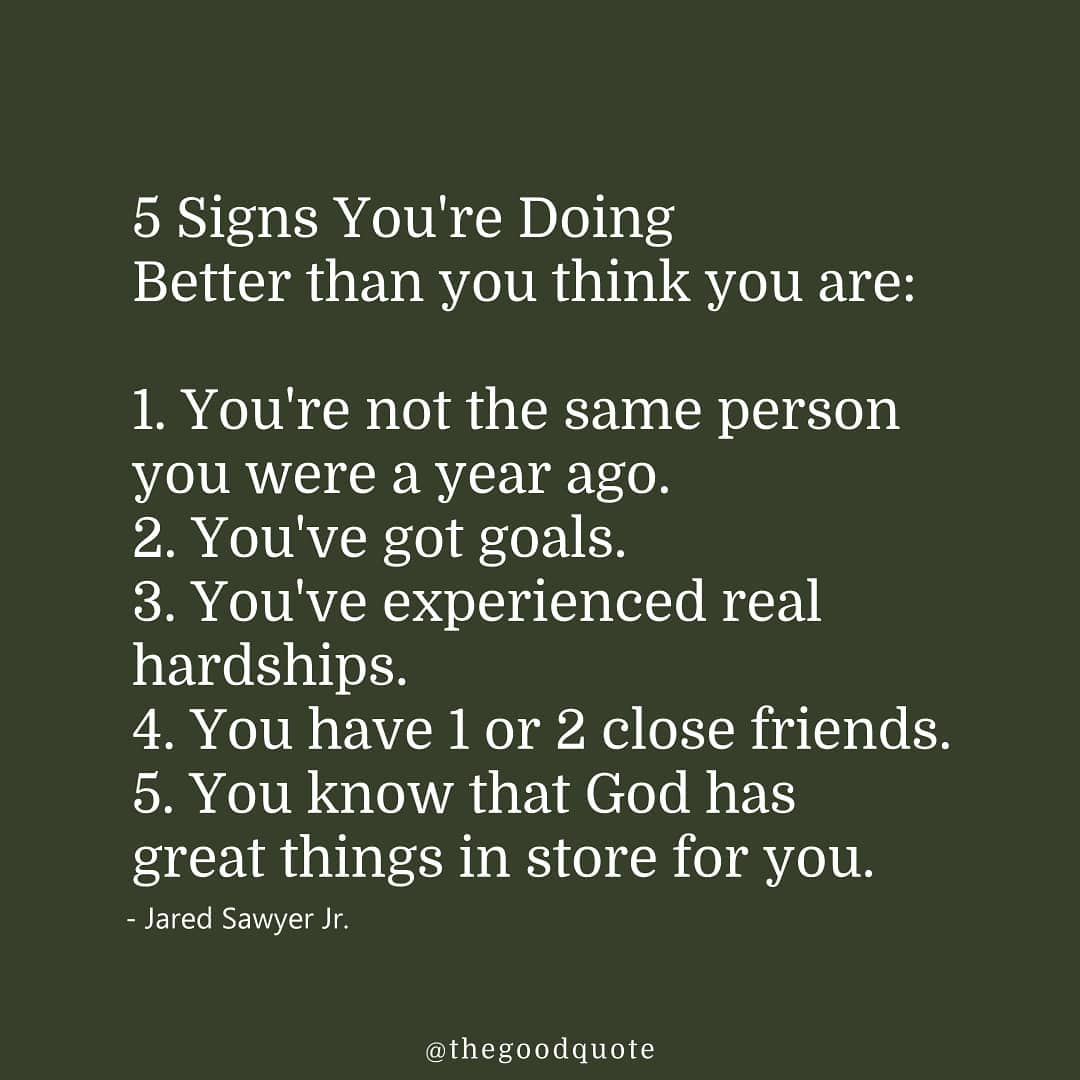 5 Signs You're Doing
Better than you think you are:
1. You're not the same person
you were a year ago.
2. You've got goals.
3. You've experienced real
hardships.
4. You have 1 or 2 close friends.
5. You know that God has
great things in store for you.
- Jared Sawyer Jr.
@thegoodquote